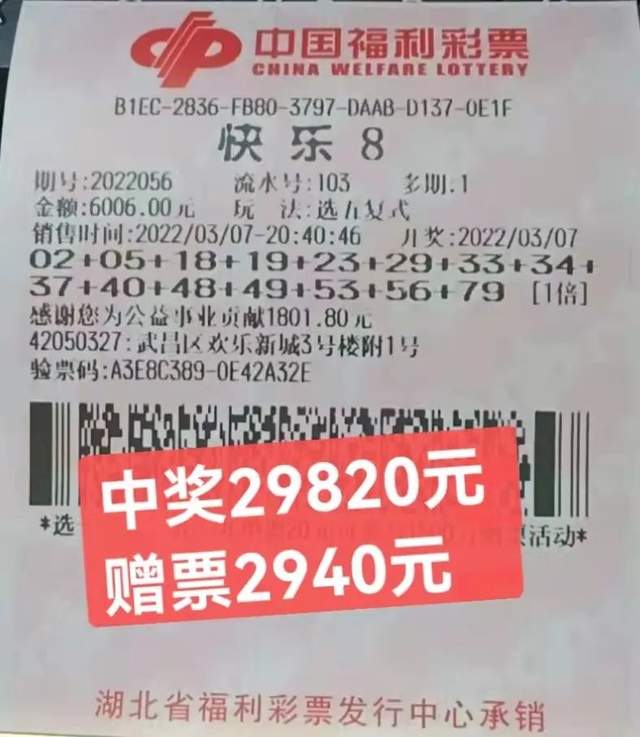 中国福利彩票
CHINA WELFARE LOTTERY
B1EC-2836-FB80-3797-DAAB-D137-0E1F
快乐8
期号:2022056 流水号:103 多期:1
金额:6006.00元 玩 法:选五复式
销售时间:2022/03/07-20:40:46 开奖:2022/03/07
02+05+18+19+23+29+33+34+
37+40+48+49+53+56+79 [1倍]
感谢您为公益事业贡献1801.80元
42050327:武昌区欢乐新城3号楼附1号
验票码:A3E8C389-0E42A32E
中奖29820元
*选 票活动*
赠票2940元
湖北省福利彩票发行中心承销